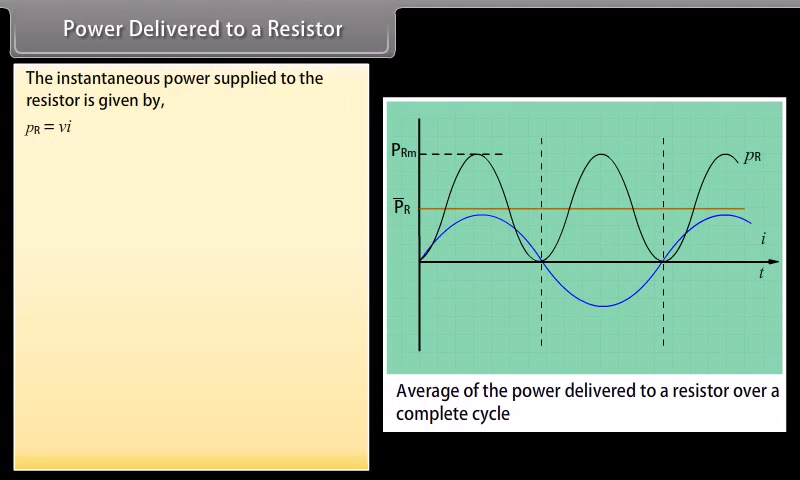 Power Delivered to a Resistor
The instantaneous power supplied to the
resistor is given by,
pR = vi
PRm
pR
P̅R
i
t
Average of the power delivered to a resistor over a
complete cycle